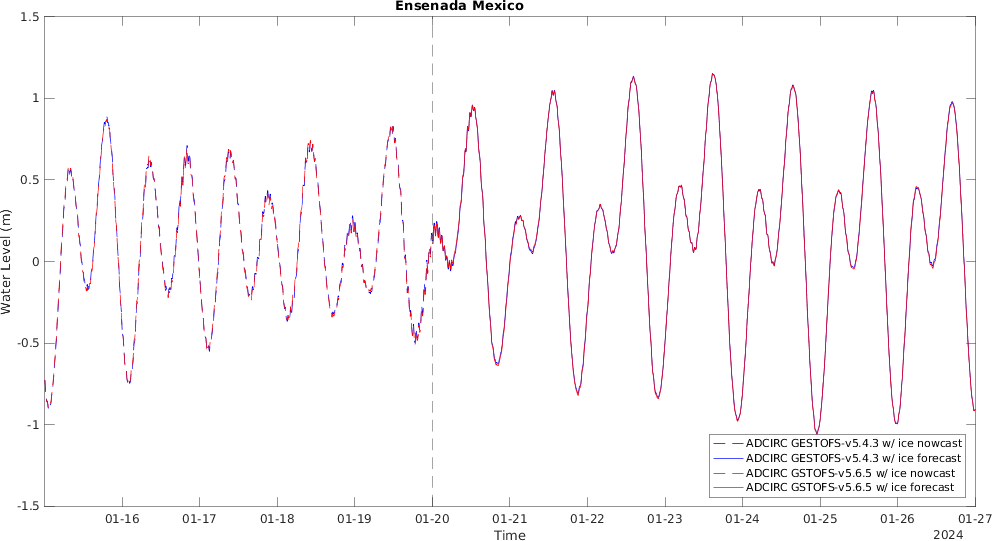 Ensenada Mexico
1.5
1
0.5
0
-0.5
-1
-1.5
Water Level (m)
ADCIRC GESTOFS-v5.4.3 w/ ice nowcast
ADCIRC GESTOFS-v5.4.3 w/ ice forecast
ADCIRC GSTOFS-v5.6.5 w/ ice nowcast
ADCIRC GSTOFS-v5.6.5 w/ ice forecast
01-16 01-17 01-18 01-19 01-20 01-21 01-22 01-23 01-24 01-25 01-26 01-27
Time
2024